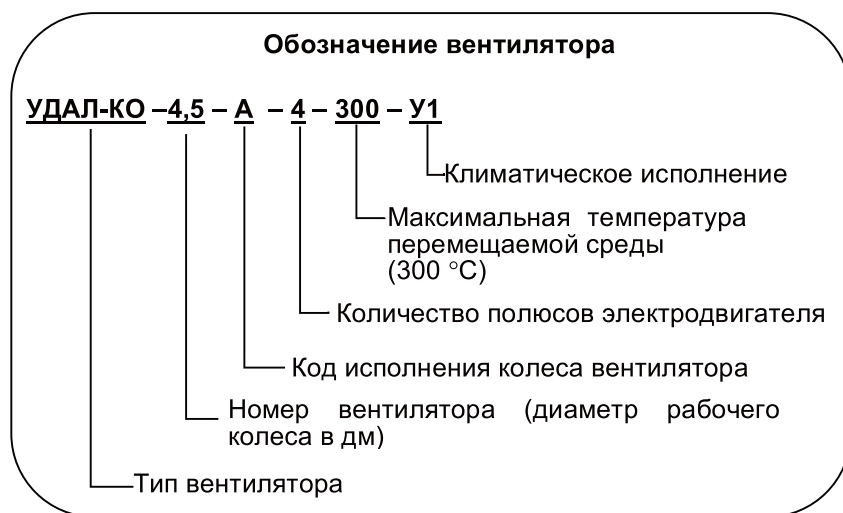 Обозначение вентилятора
УДАЛ-КО – 4,5 – А – 4 – 300 – У1
Климатическое исполнение
Максимальная температура
перемещаемой среды
(300 °С)
Количество полюсов электродвигателя
Код исполнения колеса вентилятора
Номер вентилятора (диаметр рабочего
колеса в дм)
Тип вентилятора